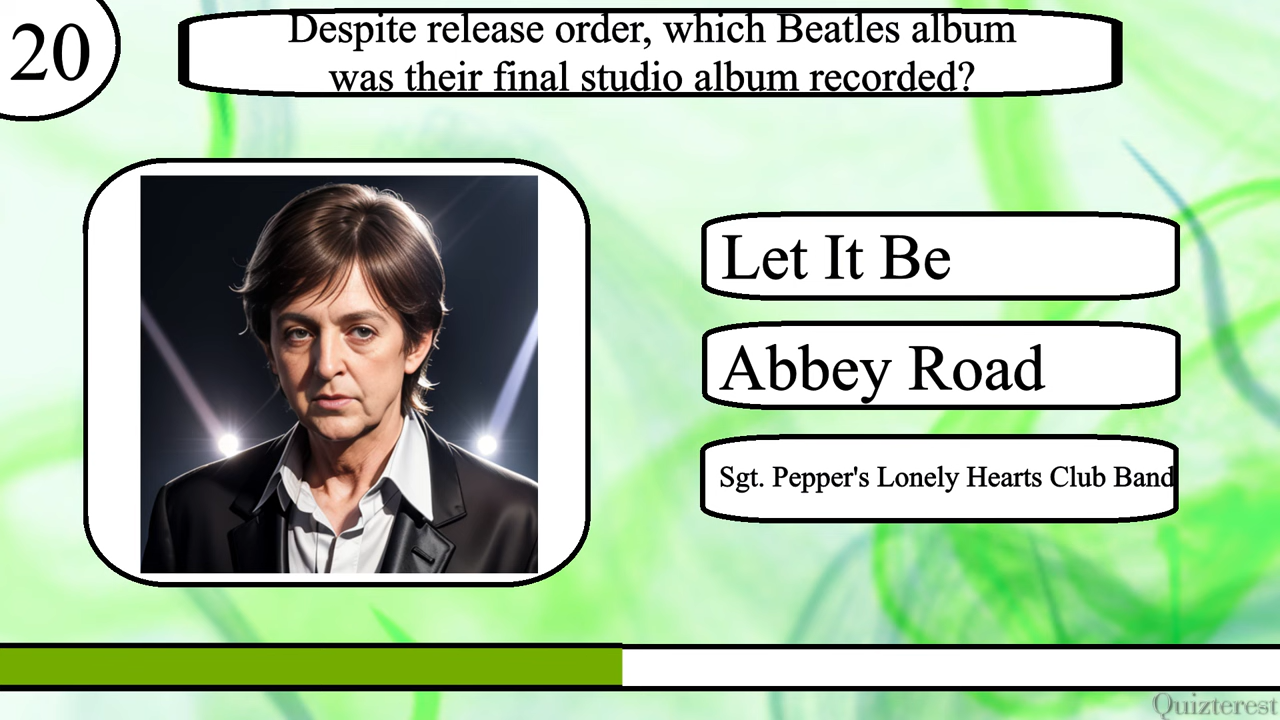 20
Despite release order, which Beatles album
was their final studio album recorded?
Let It Be
Abbey Road
Sgt. Pepper's Lonely Hearts Club Band
Quizterest